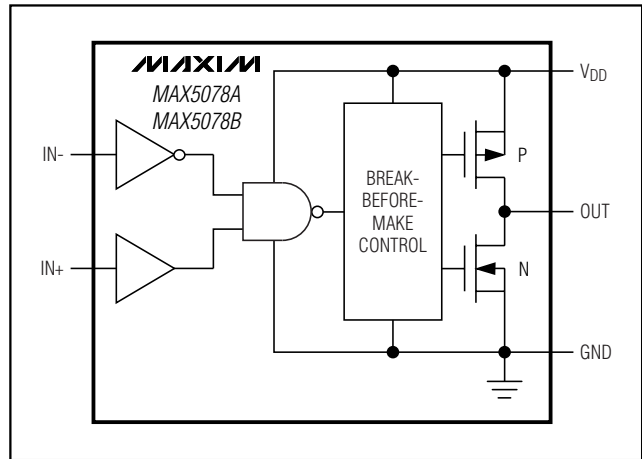 MAXIM
MAX5078A
MAX5078B
VDD
IN-
P
BREAK-
BEFORE-
MAKE
CONTROL
OUT
IN+
N
GND